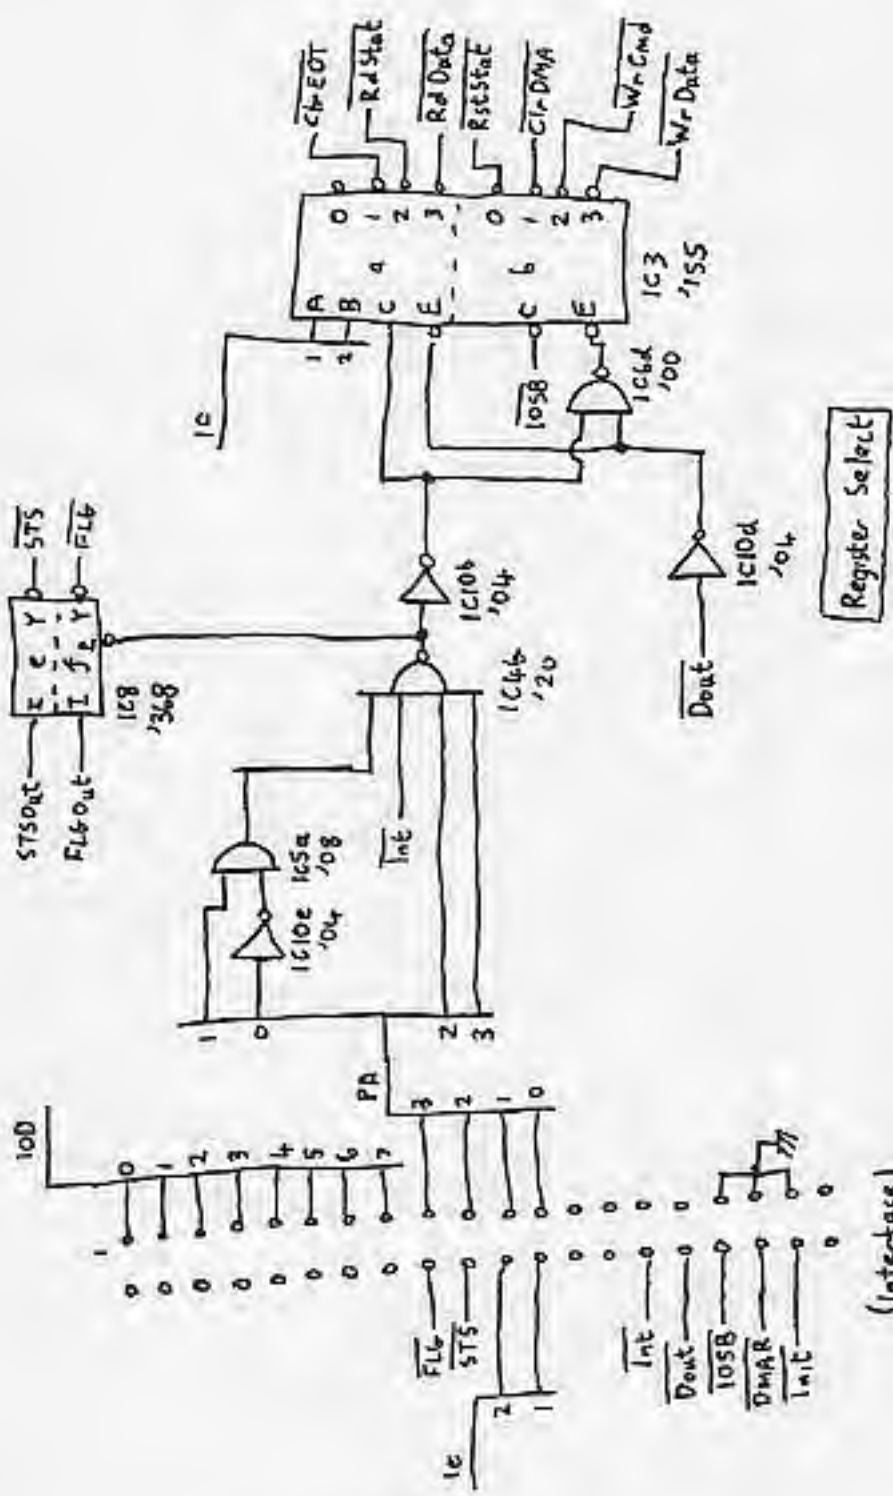 IOD
0
1
2
3
4
5
6
7
1
PA
3
2
1
0
FLG
STS
IC
2
1
Int
Dout
IOSB
DMAR
Init
(Interface)
1
0
2
3
IC10e
'04
IC5a
'08
Int
IC4b
'20
IC10b
'04
STSOut
FLGOut
I e Y
I f Y
E
IC8
'368
STS
FLG
IC
1
2
A
B
C
E
a
0
1
2
3
b
C
E
0
1
2
3
IC3
'155
IOSB
IC6d
'00
Dout
IC10d
'04
Clr EOT
Rd Stat
Rd Data
RstStat
Clr DMA
Wr Cmd
Wr Data
Register Select